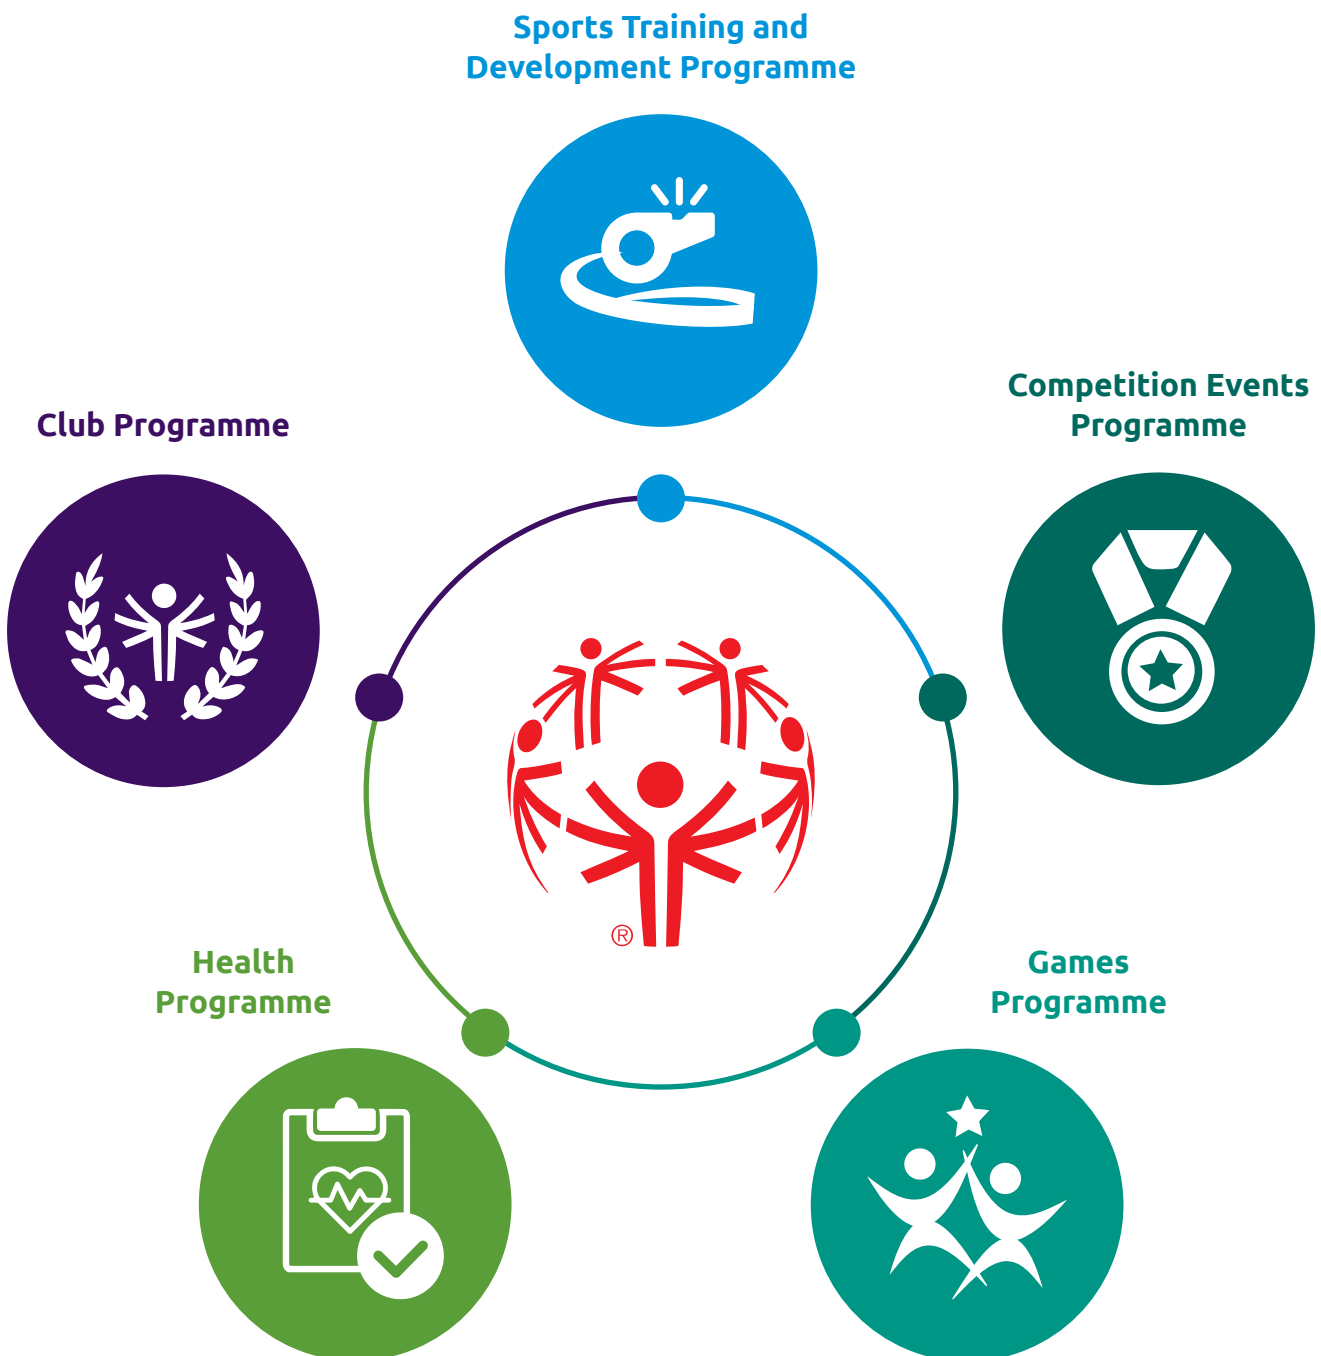 Sports Training and
Development Programme
Competition Events
Programme
Club Programme
Health
Programme
Games
Programme
®